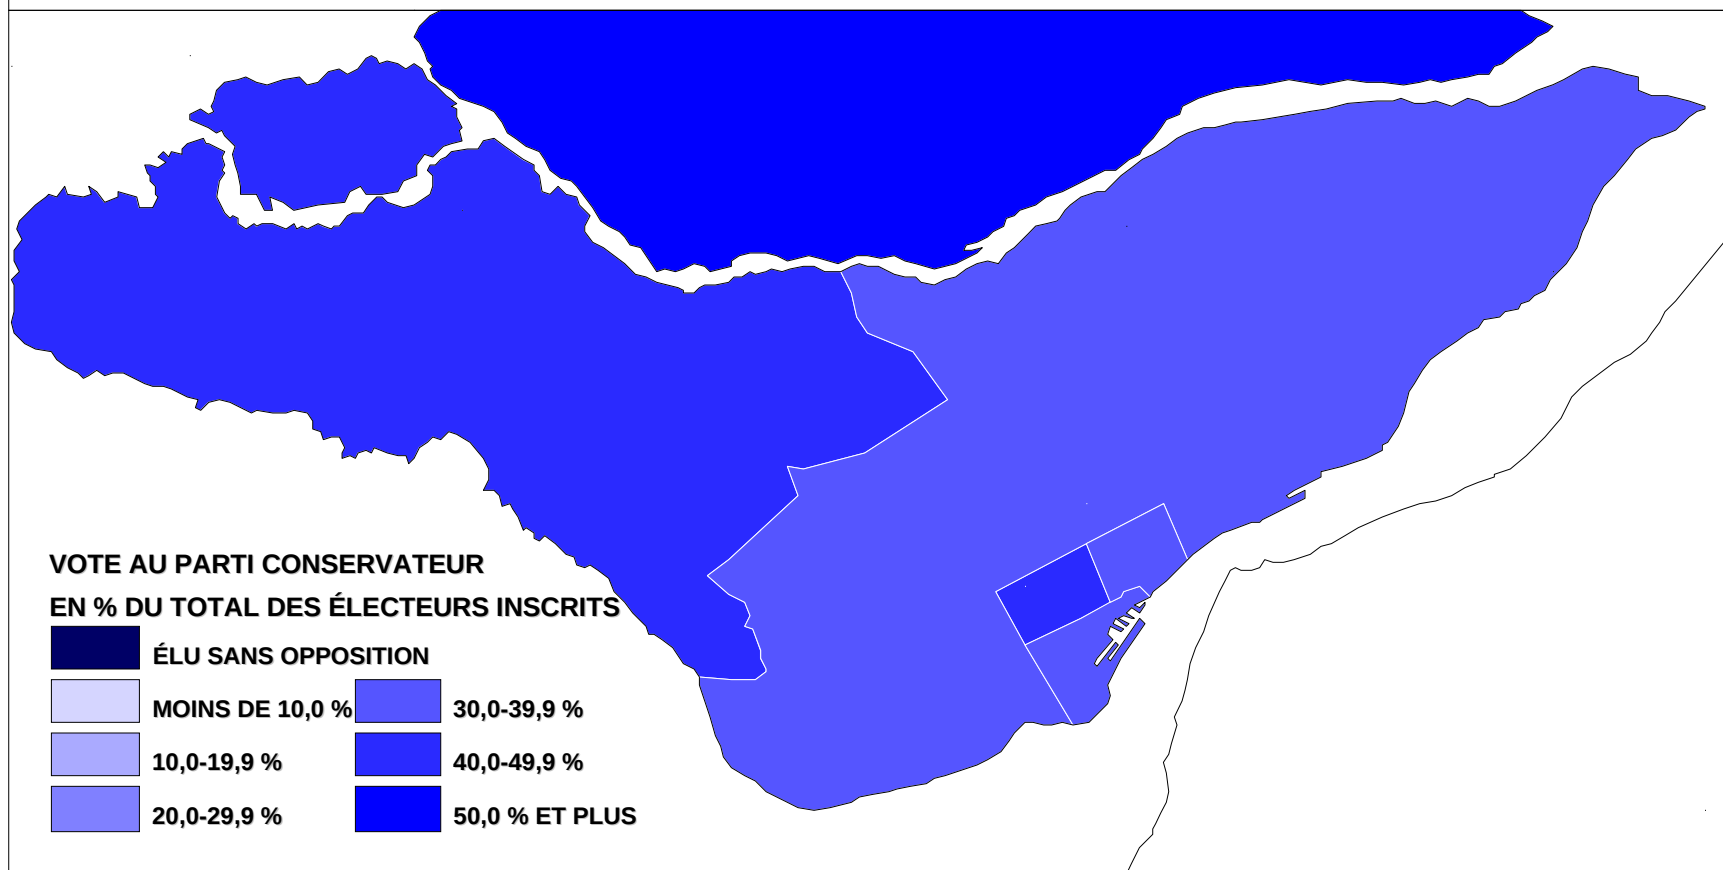 VOTE AU PARTI CONSERVATEUR
EN % DU TOTAL DES ÉLECTEURS INSCRITS
ÉLU SANS OPPOSITION
MOINS DE 10,0 %
30,0-39,9 %
10,0-19,9 %
40,0-49,9 %
20,0-29,9 %
50,0 % ET PLUS